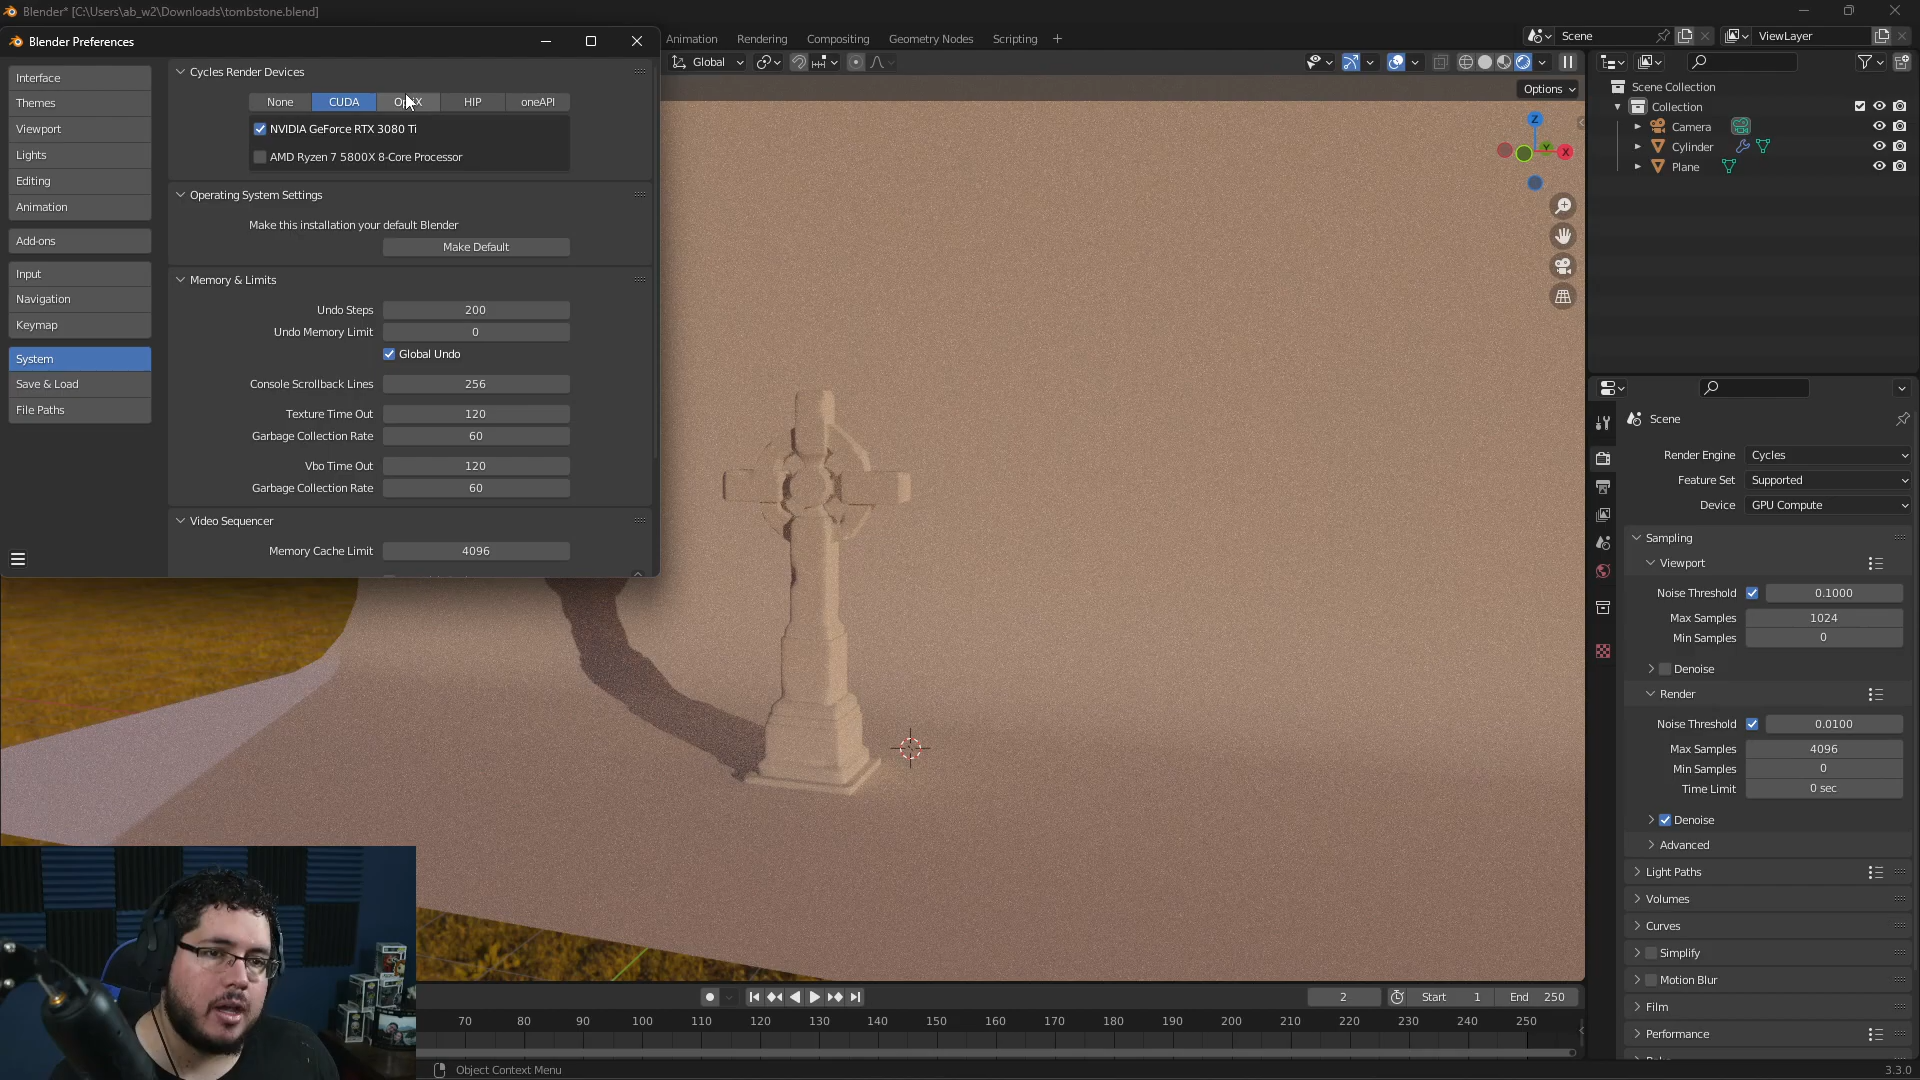 Blender* [C:\Users\ab_w2\Downloads\tombstone.blend]
Blender Preferences
Animation
Rendering
Compositing
Geometry Nodes
Scripting
Scene
ViewLayer
Interface
Themes
Viewport
Lights
Editing
Animation
Add-ons
Input
Navigation
Keymap
System
Save & Load
File Paths
Cycles Render Devices
None
CUDA
HIP
oneAPI
NVIDIA GeForce RTX 3080 Ti
AMD Ryzen 7 5800X 8-Core Processor
Operating System Settings
Make this installation your default Blender
Make Default
Memory & Limits
Undo Steps 200
Undo Memory Limit 0
Global Undo
Console Scrollback Lines 256
Texture Time Out 120
Garbage Collection Rate 60
Vbo Time Out 120
Garbage Collection Rate 60
Video Sequencer
Memory Cache Limit 4096
Global
Options
Z
Y
X
Scene Collection
Collection
Camera
Cylinder
Plane
Scene
Render Engine Cycles
Feature Set Supported
Device GPU Compute
Sampling
Viewport
Noise Threshold 0.1000
Max Samples 1024
Min Samples 0
Denoise
Render
Noise Threshold 0.0100
Max Samples 4096
Min Samples 0
Time Limit 0 sec
Denoise
Advanced
Light Paths
Volumes
Curves
Simplify
Motion Blur
Film
Performance
2
Start 1
End 250
70 80 90 100 110 120 130 140 150 160 170 180 190 200 210 220 230 240 250
Object Context Menu
3.3.0